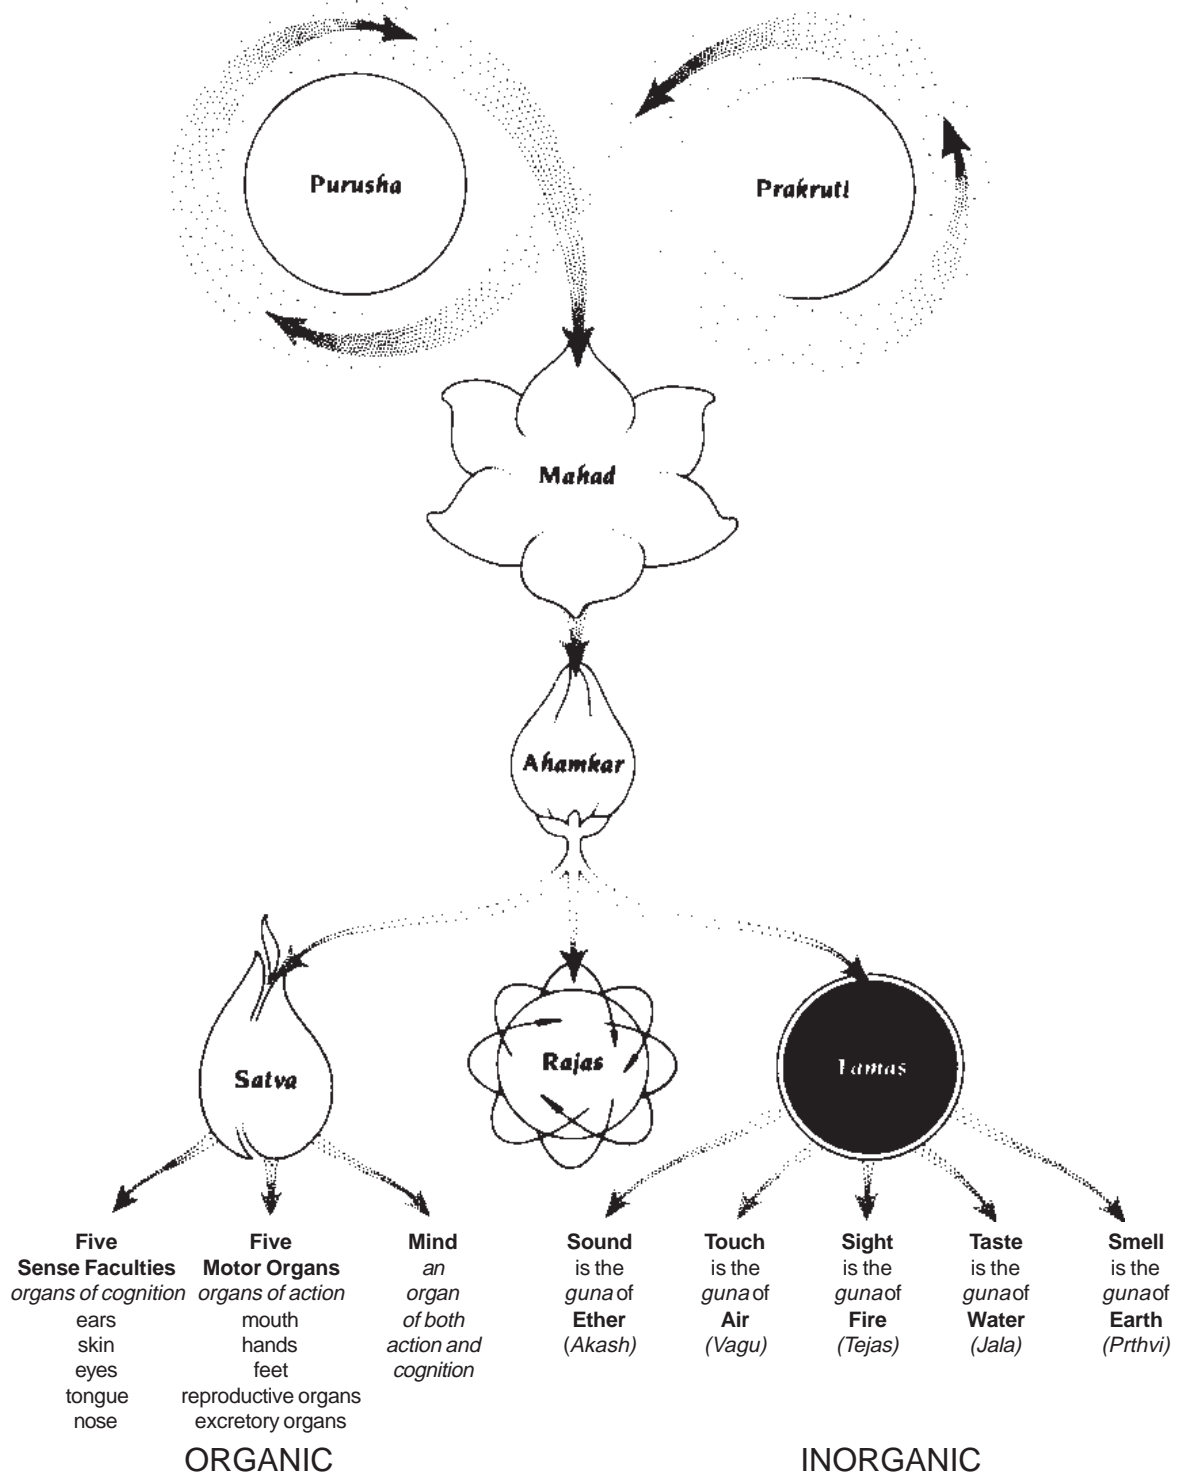 Purusha
Prakruti
Mahad
Ahamkar
Satva
Rajas
Tamas
Five
Sense Faculties
organs of cognition
ears
skin
eyes
tongue
nose
Five
Motor Organs
organs of action
mouth
hands
feet
reproductive organs
excretory organs
Mind
an
organ
of both
action and
cognition
Sound
is the
guna of
Ether
(Akash)
Touch
is the
guna of
Air
(Vagu)
Sight
is the
guna of
Fire
(Tejas)
Taste
is the
guna of
Water
(Jala)
Smell
is the
guna of
Earth
(Prthvi)
ORGANIC
INORGANIC